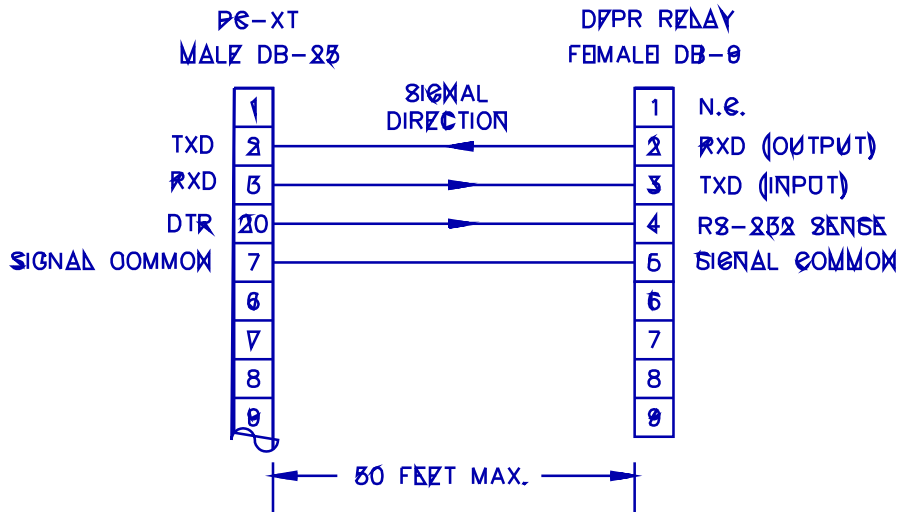 PC-XT
MALE DB-25
DFPR RELAY
FEMALE DB-9
SIGNAL
DIRECTION
1
1 N.C.
TXD 2
2 RXD (OUTPUT)
RXD 3
3 TXD (INPUT)
DTR 20
4 RS-232 SENSE
SIGNAL COMMON 7
5 SIGNAL COMMON
6
6
7
7
8
8
9
9
50 FEET MAX.